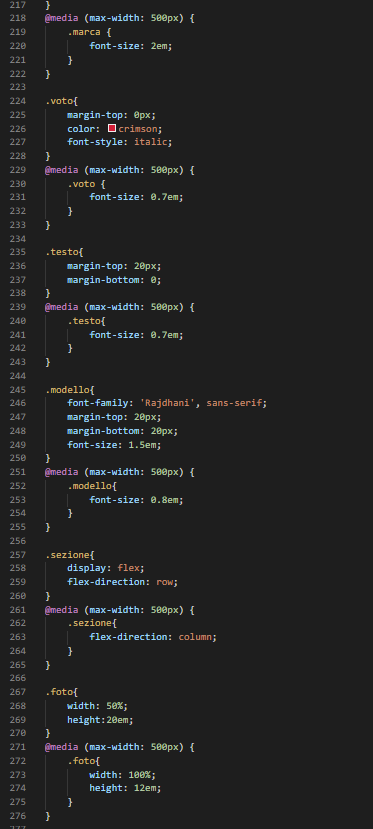 217 }
218 @media (max-width: 500px) {
219     .marca {
220         font-size: 2em;
221     }
222 }
223
224 .voto{
225     margin-top: 0px;
226     color: crimson;
227     font-style: italic;
228 }
229 @media (max-width: 500px) {
230     .voto {
231         font-size: 0.7em;
232     }
233 }
234
235 .testo{
236     margin-top: 20px;
237     margin-bottom: 0;
238 }
239 @media (max-width: 500px) {
240     .testo{
241         font-size: 0.7em;
242     }
243 }
244
245 .modello{
246     font-family: 'Rajdhani', sans-serif;
247     margin-top: 20px;
248     margin-bottom: 20px;
249     font-size: 1.5em;
250 }
251 @media (max-width: 500px) {
252     .modello{
253         font-size: 0.8em;
254     }
255 }
256
257 .sezione{
258     display: flex;
259     flex-direction: row;
260 }
261 @media (max-width: 500px) {
262     .sezione{
263         flex-direction: column;
264     }
265 }
266
267 .foto{
268     width: 50%;
269     height:20em;
270 }
271 @media (max-width: 500px) {
272     .foto{
273         width: 100%;
274         height: 12em;
275     }
276 }